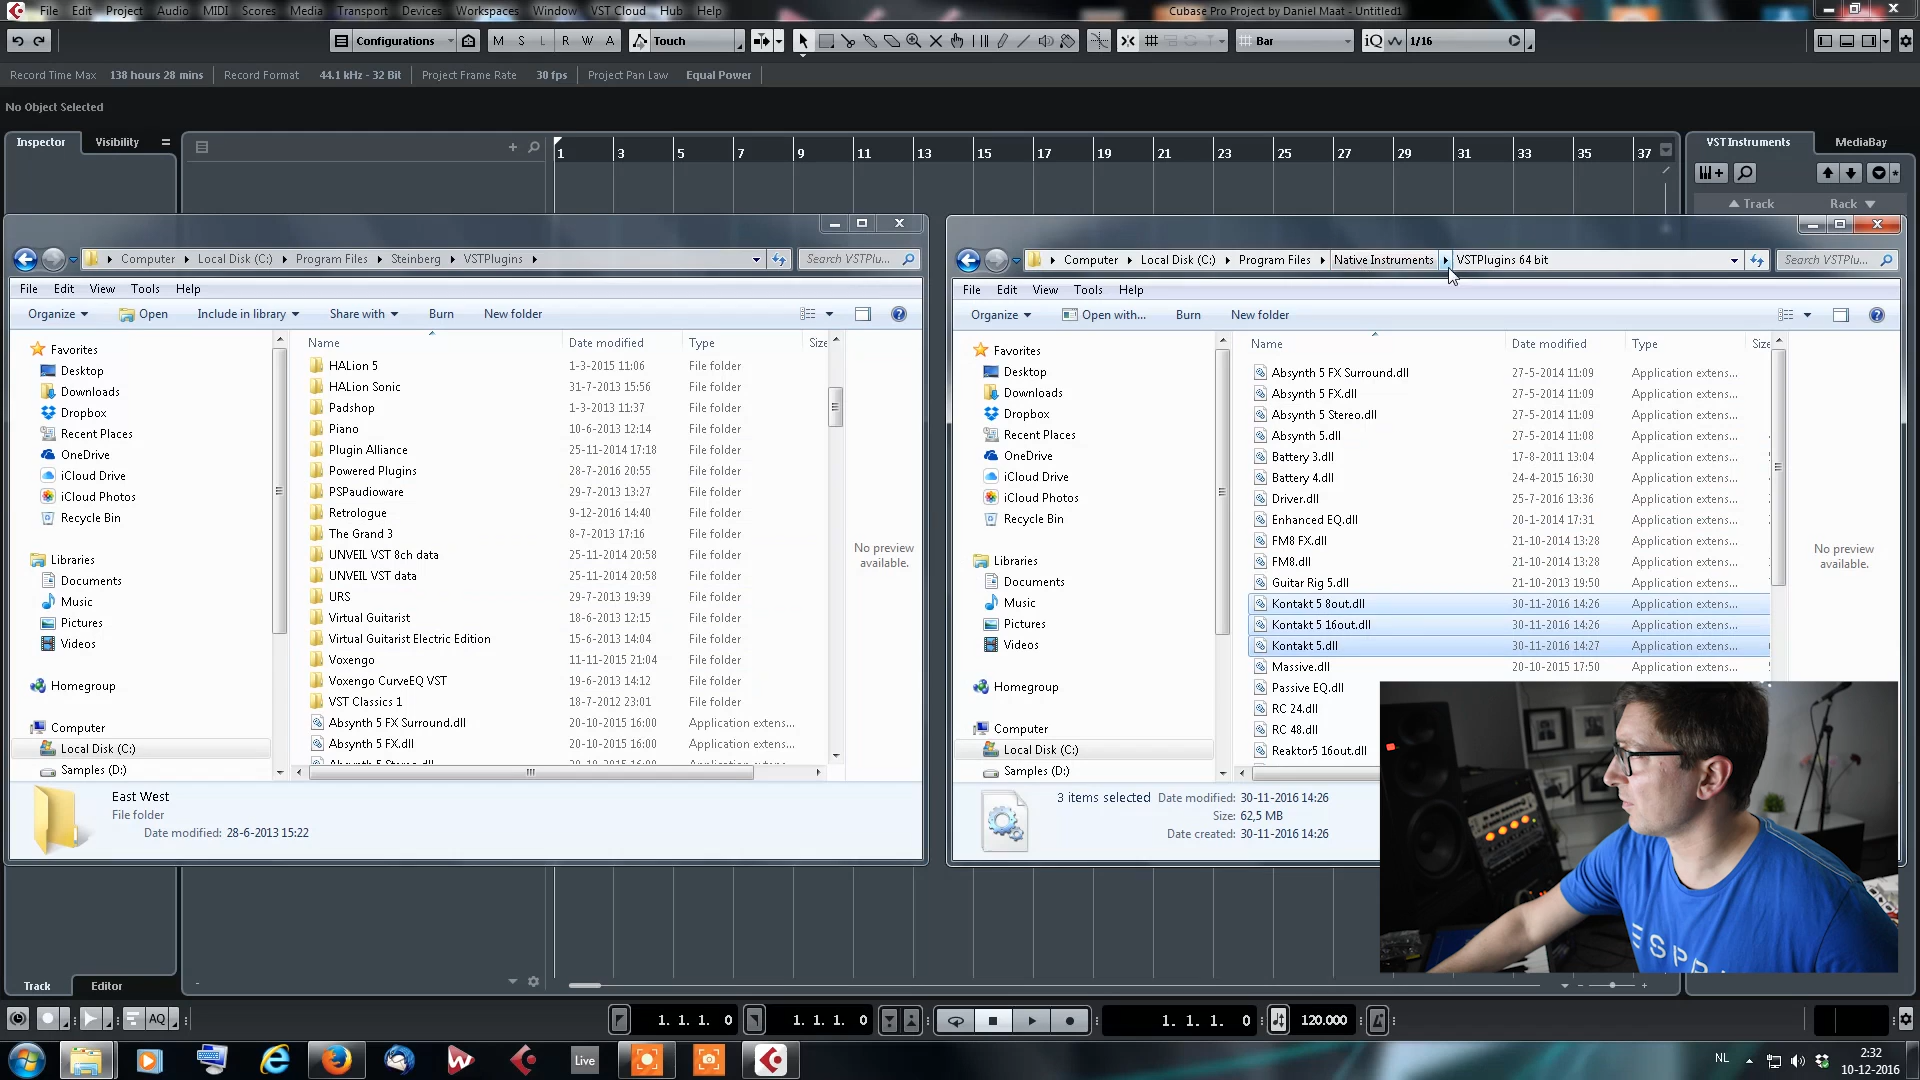 File Edit Project Audio MIDI Scores Media Transport Devices Workspaces Window VST Cloud Hub Help
Cubase Pro Project by Daniel Maat - Untitled1
Configurations M S L R W A Touch Bar iQ 1/16
Record Time Max 138 hours 28 mins Record Format 44.1 kHz - 32 Bit Project Frame Rate 30 fps Project Pan Law Equal Power
No Object Selected
Inspector Visibility
1 3 5 7 9 11 13 15 17 19 21 23 25 27 29 31 33 35 37
VST Instruments MediaBay
Track Rack
Computer Local Disk (C:) Program Files Steinberg VSTPlugins
Search VSTPlu...
File Edit View Tools Help
Organize Open Include in library Share with Burn New folder
Favorites
Desktop
Downloads
Dropbox
Recent Places
OneDrive
iCloud Drive
iCloud Photos
Recycle Bin
Libraries
Documents
Music
Pictures
Videos
Homegroup
Computer
Local Disk (C:)
Samples (D:)
Name Date modified Type Size
HALion 5 1-3-2015 11:06 File folder
HALion Sonic 31-7-2013 15:56 File folder
Padshop 1-3-2013 11:37 File folder
Piano 10-6-2013 12:14 File folder
Plugin Alliance 25-11-2014 17:18 File folder
Powered Plugins 28-7-2016 20:55 File folder
PSPaudioware 29-7-2013 13:27 File folder
Retrologue 9-12-2016 14:40 File folder
The Grand 3 8-7-2013 17:16 File folder
UNVEIL VST 8ch data 25-11-2014 20:58 File folder
UNVEIL VST data 25-11-2014 20:58 File folder
URS 29-7-2013 19:39 File folder
Virtual Guitarist 18-6-2013 12:15 File folder
Virtual Guitarist Electric Edition 15-6-2013 14:04 File folder
Voxengo 11-11-2015 21:04 File folder
Voxengo CurveEQ VST 19-6-2013 14:12 File folder
VST Classics 1 18-7-2012 23:01 File folder
Absynth 5 FX Surround.dll 20-10-2015 16:00 Application extens...
Absynth 5 FX.dll 20-10-2015 16:00 Application extens...
No preview
available.
East West
File folder
Date modified: 28-6-2013 15:22
Computer Local Disk (C:) Program Files Native Instruments VSTPlugins 64 bit
Search VSTPlu...
File Edit View Tools Help
Organize Open with... Burn New folder
Favorites
Desktop
Downloads
Dropbox
Recent Places
OneDrive
iCloud Drive
iCloud Photos
Recycle Bin
Libraries
Documents
Music
Pictures
Videos
Homegroup
Computer
Local Disk (C:)
Samples (D:)
Name Date modified Type Size
Absynth 5 FX Surround.dll 27-5-2014 11:09 Application extens...
Absynth 5 FX.dll 27-5-2014 11:09 Application extens...
Absynth 5 Stereo.dll 27-5-2014 11:09 Application extens...
Absynth 5.dll 27-5-2014 11:08 Application extens...
Battery 3.dll 17-8-2011 13:04 Application extens...
Battery 4.dll 24-4-2015 16:30 Application extens...
Driver.dll 25-7-2016 13:36 Application extens...
Enhanced EQ.dll 20-1-2014 17:31 Application extens...
FM8 FX.dll 21-10-2014 13:28 Application extens...
FM8.dll 21-10-2014 13:28 Application extens...
Guitar Rig 5.dll 21-10-2013 19:50 Application extens...
Kontakt 5 8out.dll 30-11-2016 14:26 Application extens...
Kontakt 5 16out.dll 30-11-2016 14:26 Application extens...
Kontakt 5.dll 30-11-2016 14:27 Application extens...
Massive.dll 20-10-2015 17:50 Application extens...
Passive EQ.dll
RC 24.dll
RC 48.dll
Reaktor5 16out.dll
No preview
available.
3 items selected Date modified: 30-11-2016 14:26
Size: 62,5 MB
Date created: 30-11-2016 14:26
Track Editor
AQ 1. 1. 1. 0 1. 1. 1. 0 1. 1. 1. 0 120.000
Live
NL
2:32
10-12-2016